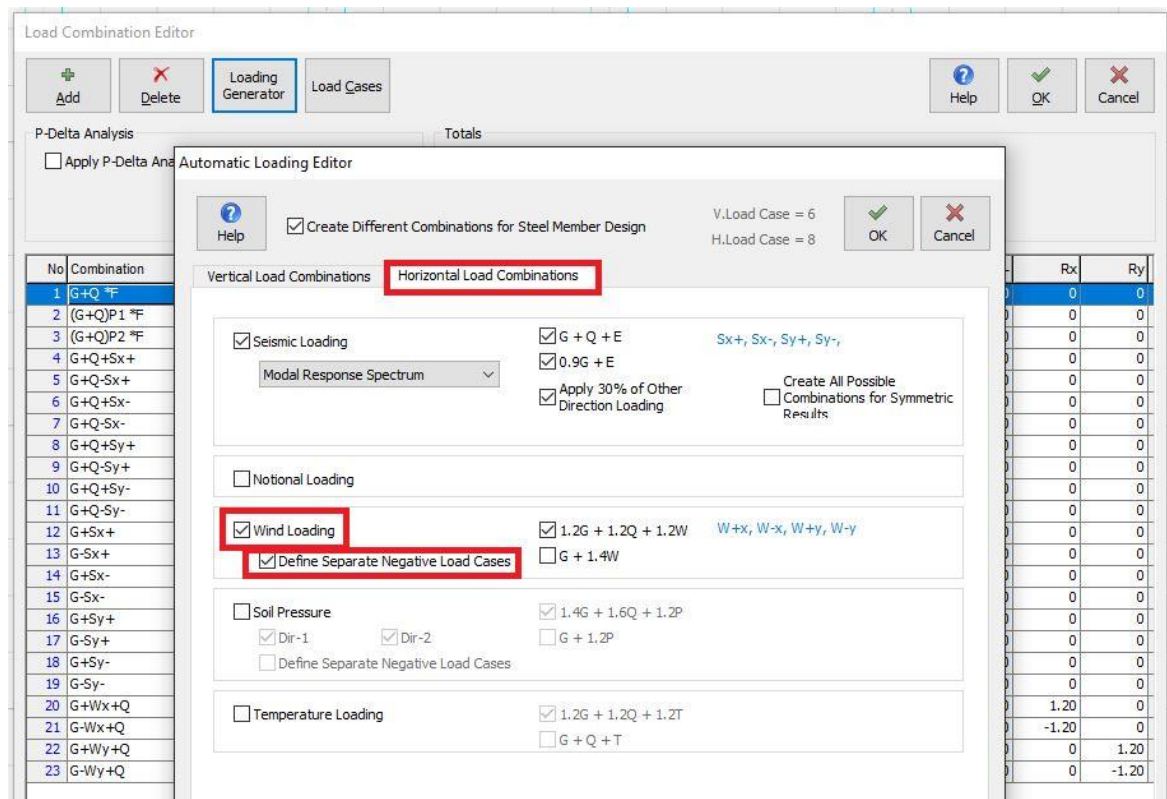 Load Combination Editor
Add
Delete
Loading
Generator
Load Cases
Help
OK
Cancel
P-Delta Analysis
Totals
Apply P-Delta Ana
Automatic Loading Editor
Help
Create Different Combinations for Steel Member Design
V.Load Case = 6
H.Load Case = 8
OK
Cancel
Vertical Load Combinations
Horizontal Load Combinations
Seismic Loading
Modal Response Spectrum
G + Q + E
0.9G + E
Apply 30% of Other
Direction Loading
Sx+, Sx-, Sy+, Sy-,
Create All Possible
Combinations for Symmetric
Results
Notional Loading
Wind Loading
Define Separate Negative Load Cases
1.2G + 1.2Q + 1.2W
G + 1.4W
W+x, W-x, W+y, W-y
Soil Pressure
Dir-1
Dir-2
Define Separate Negative Load Cases
1.4G + 1.6Q + 1.2P
G + 1.2P
Temperature Loading
1.2G + 1.2Q + 1.2T
G + Q + T
No Combination Rx Ry
1 G+Q *F 0 0
2 (G+Q)P1 *F 0 0
3 (G+Q)P2 *F 0 0
4 G+Q+Sx+ 0 0
5 G+Q-Sx+ 0 0
6 G+Q+Sx- 0 0
7 G+Q-Sx- 0 0
8 G+Q+Sy+ 0 0
9 G+Q-Sy+ 0 0
10 G+Q+Sy- 0 0
11 G+Q-Sy- 0 0
12 G+Sx+ 0 0
13 G-Sx+ 0 0
14 G+Sx- 0 0
15 G-Sx- 0 0
16 G+Sy+ 0 0
17 G-Sy+ 0 0
18 G+Sy- 0 0
19 G-Sy- 0 0
20 G+Wx+Q 1.20 0
21 G-Wx+Q -1.20 0
22 G+Wy+Q 0 1.20
23 G-Wy+Q 0 -1.20